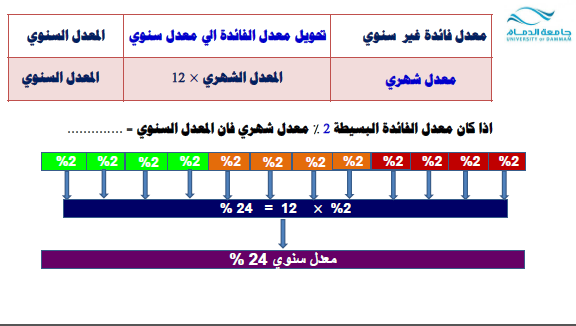 جامعة الدمام
UNIVERSITY OF DAMMAM
معدل فائدة غير سنوي
تحويل معدل الفائدة الي معدل سنوي
المعدل السنوي
معدل شهري
المعدل الشهري × 12
المعدل السنوي
اذا كان معدل الفائدة البسيطة 2 ٪ معدل شهري فان المعدل السنوي = ..............
%2 %2 %2 %2 %2 %2 %2 %2 %2 %2 %2 %2
% 24 = 12 × %2
معدل سنوي 24 %